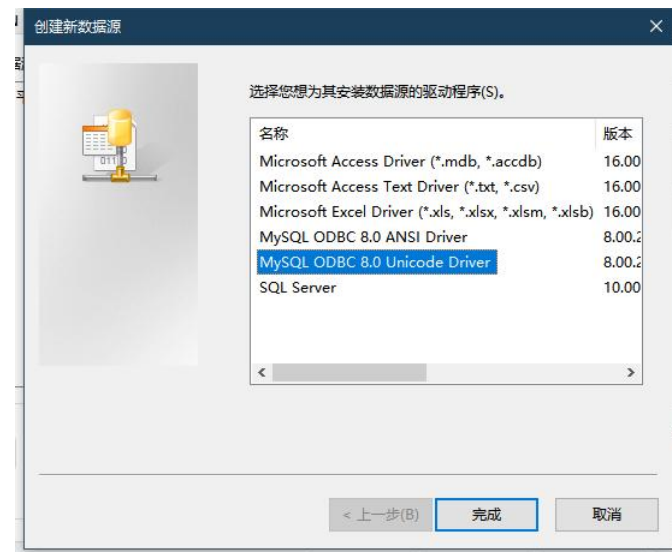 创建新数据源
选择您想为其安装数据源的驱动程序(S)。
名称 版本
Microsoft Access Driver (*.mdb, *.accdb) 16.00
Microsoft Access Text Driver (*.txt, *.csv) 16.00
Microsoft Excel Driver (*.xls, *.xlsx, *.xlsm, *.xlsb) 16.00
MySQL ODBC 8.0 ANSI Driver 8.00.2
MySQL ODBC 8.0 Unicode Driver 8.00.2
SQL Server 10.00
< 上一步(B) 完成 取消